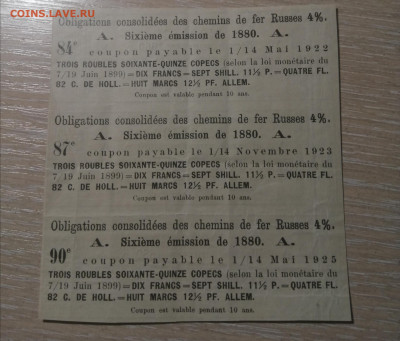 COINS.LAVE.RU
Obligations consolidées des chemins de fer Russes 4%.
A. Sixième émission de 1880. A.
84e coupon payable le 1/14 Mai 1922
TROIS ROUBLES SOIXANTE-QUINZE COPECS (selon la loi monétaire du
7/19 Juin 1899)=DIX FRANCS=SEPT SHILL. 11½ P.=QUATRE FL.
82 C. DE HOLL.=HUIT MARCS 12½ PF. ALLEM.
Coupon est valable pendant 10 ans.
Obligations consolidées des chemins de fer Russes 4%.
A. Sixième émission de 1880. A.
87e coupon payable le 1/14 Novembre 1923
TROIS ROUBLES SOIXANTE-QUINZE COPECS (selon la loi monétaire du
7/19 Juin 1899)=DIX FRANCS=SEPT SHILL. 11½ P.=QUATRE FL.
82 C. DE HOLL.=HUIT MARCS 12½ PF. ALLEM.
Coupon est valable pendant 10 ans.
Obligations consolidées des chemins de fer Russes 4%.
A. Sixième émission de 1880. A.
90e coupon payable le 1/14 Mai 1925
TROIS ROUBLES SOIXANTE-QUINZE COPECS (selon la loi monétaire du
7/19 Juin 1899)=DIX FRANCS=SEPT SHILL. 11½ P.=QUATRE FL.
82 C. DE HOLL.=HUIT MARCS 12½ PF. ALLEM.
Coupon est valable pendant 10 ans.